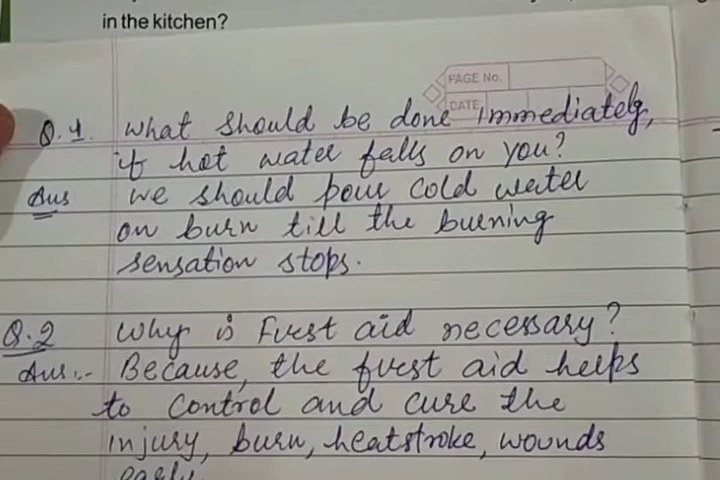 in the kitchen?
PAGE No.
DATE
Q.1. What should be done immediately,
if hot water falls on you?
Ans we should pour cold water
on burn till the burning
sensation stops.
Q.2 Why is First aid necessary?
Ans:- Because, the first aid helps
to control and cure the
injury, burn, heatstroke, wounds
early.